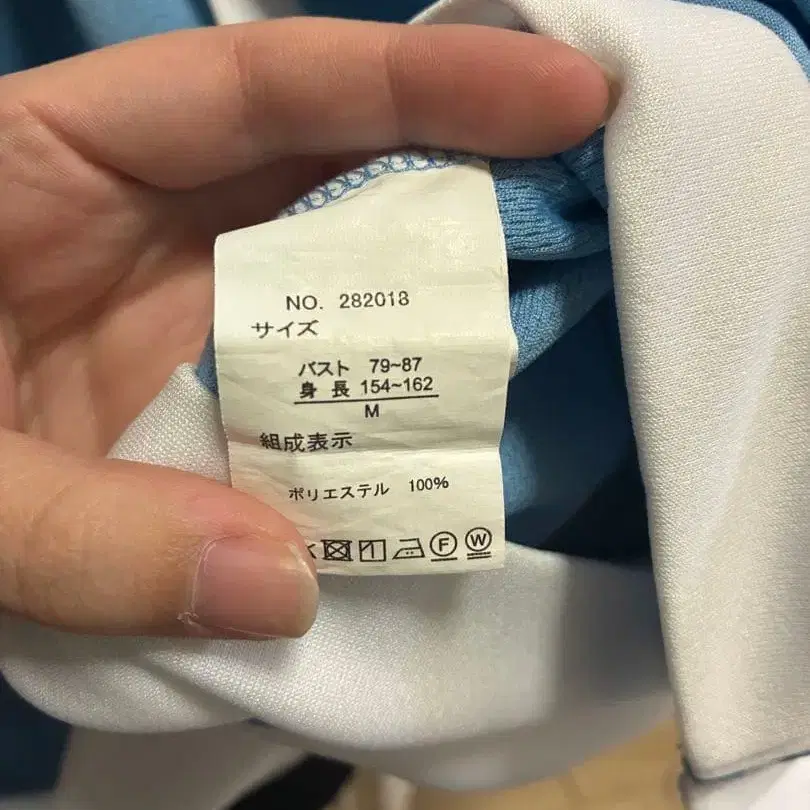 NO. 282018
サイズ
バスト 79~87
身 長 154~162
M
組成表示
ポリエステル 100%
F W